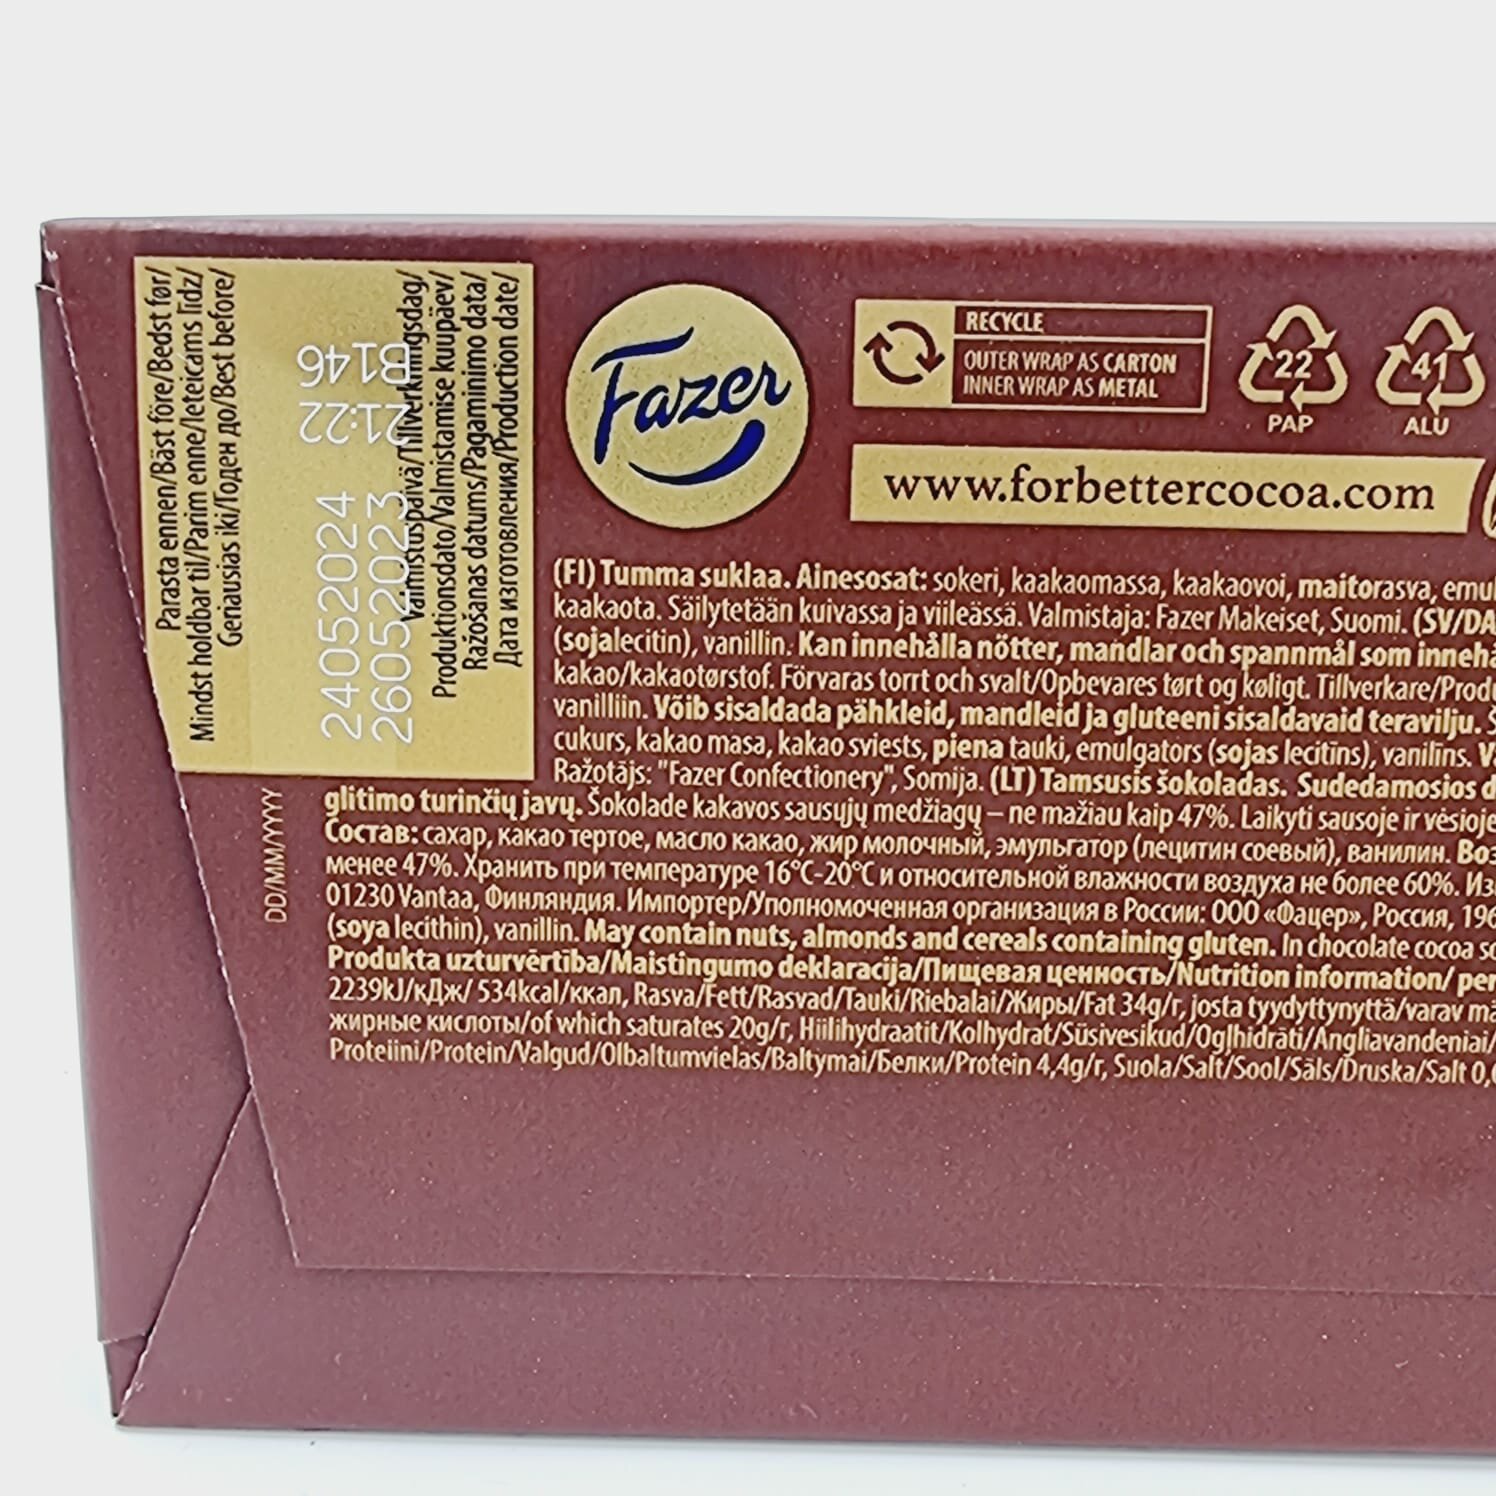 Parasta ennen/Bäst före/Bedst før/
Mindst holdbar til/Parim enne/Ieteicams līdz/
Geriausias iki/Годен до/Best before/
24052024 21:22 B146
26052023
Valmistuspäivä/Tillverkningsdag/
Produktionsdato/Valmistamise kuupäev/
Ražošanas datums/Pagaminimo data/
Дата изготовления/Production date/
DD/MM/YYYY
Fazer
RECYCLE
OUTER WRAP AS CARTON
INNER WRAP AS METAL
22
PAP
41
ALU
www.forbettercocoa.com
(FI) Tumma suklaa. Ainesosat: sokeri, kaakaomassa, kaakaovoi, maitorasva,
kaakaota. Säilytetään kuivassa ja viileässä. Valmistaja: Fazer Makeiset, Suomi. (SV/DA
(sojalecitin), vanillin. Kan innehålla nötter, mandlar och spannmål som
kakao/kakaotørstof. Förvaras torrt och svalt/Opbevares tørt og køligt. Tillverkare/
vanilliin. Võib sisaldada pähkleid, mandleid ja gluteeni sisaldavaid teravilju.
cukurs, kakao masa, kakao sviests, piena tauki, emulgators (sojas lecitīns), vanilīns.
Ražotājs: "Fazer Confectionery", Somija. (LT) Tamsusis šokoladas. Sudedamosios
glitimo turinčių javų. Šokolade kakavos sausųjų medžiagų – ne mažiau kaip 47%. Laikyti sausoje ir
Состав: сахар, какао тертое, масло какао, жир молочный, эмульгатор (лецитин соевый), ванилин.
менее 47%. Хранить при температуре 16°C-20°C и относительной влажности воздуха не более 60%.
01230 Vantaa, Финляндия. Импортер/Уполномоченная организация в России: ООО «Фацер», Россия, 196
(soya lecithin), vanillin. May contain nuts, almonds and cereals containing gluten. In chocolate cocoa
Produkta uzturvērtība/Maistingumo deklaracija/Пищевая ценность/Nutrition information/ per
2239kJ/кДж/ 534kcal/ккал, Rasva/Fett/Rasvad/Tauki/Riebalai/Жиры/Fat 34g/г, josta tyydyttynyttä/varav
жирные кислоты/of which saturates 20g/г, Hiilihydraatit/Kolhydrat/Süsivesikud/Ogļhidrāti/Angliavandeniai/
Proteiini/Protein/Valgud/Olbaltumvielas/Baltymai/Белки/Protein 4,4g/г, Suola/Salt/Sool/Sāls/Druska/Salt